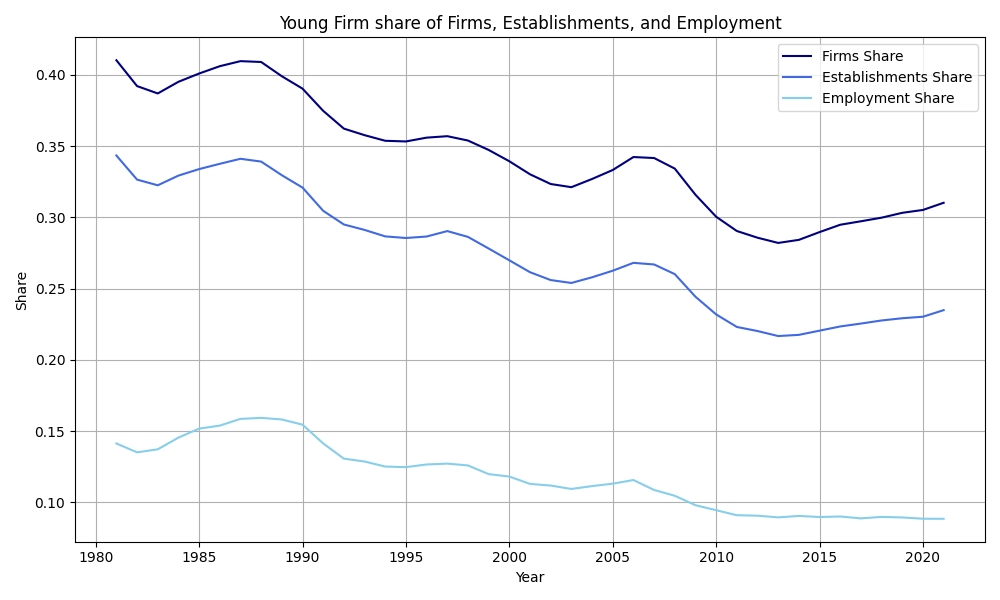 Young Firm share of Firms, Establishments, and Employment
Firms Share
Establishments Share
Employment Share
0.40
0.35
0.30
0.25
0.20
0.15
0.10
Share
1980 1985 1990 1995 2000 2005 2010 2015 2020
Year